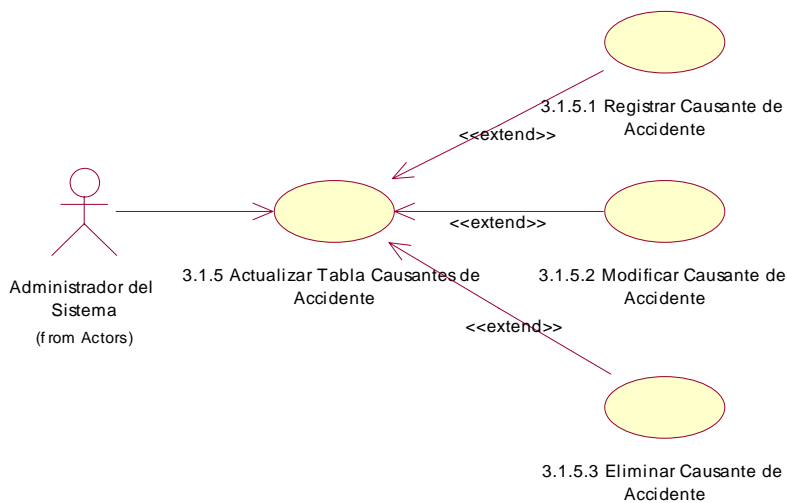 3.1.5.1 Registrar Causante de
Accidente
<<extend>>
Administrador del
Sistema
(from Actors)
3.1.5 Actualizar Tabla Causantes de
Accidente
<<extend>>
3.1.5.2 Modificar Causante de
Accidente
<<extend>>
3.1.5.3 Eliminar Causante de
Accidente